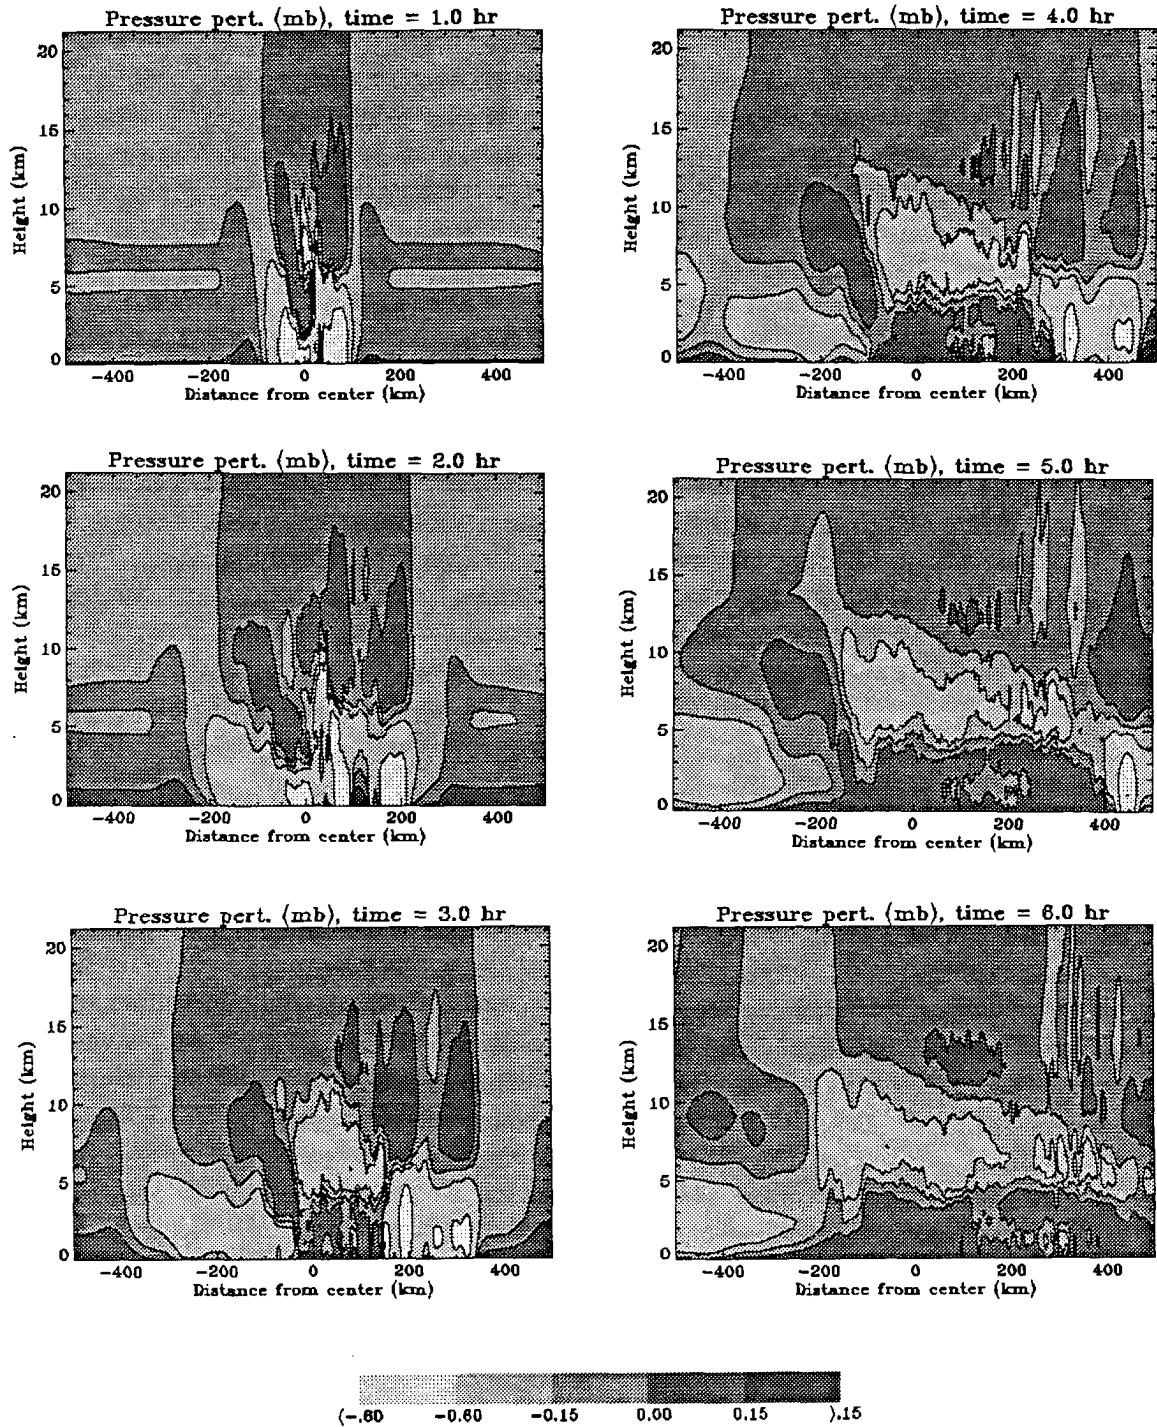 Pressure pert. (mb), time = 1.0 hr
20
15
10
5
0
Height (km)
-400 -200 0 200 400
Distance from center (km)
Pressure pert. (mb), time = 2.0 hr
20
15
10
5
0
Height (km)
-400 -200 0 200 400
Distance from center (km)
Pressure pert. (mb), time = 3.0 hr
20
15
10
5
0
Height (km)
-400 -200 0 200 400
Distance from center (km)
Pressure pert. (mb), time = 4.0 hr
20
15
10
5
0
Height (km)
-400 -200 0 200 400
Distance from center (km)
Pressure pert. (mb), time = 5.0 hr
20
15
10
5
0
Height (km)
-400 -200 0 200 400
Distance from center (km)
Pressure pert. (mb), time = 6.0 hr
20
15
10
5
0
Height (km)
-400 -200 0 200 400
Distance from center (km)
⟨-.60 -0.60 -0.15 0.00 0.15 ⟩.15